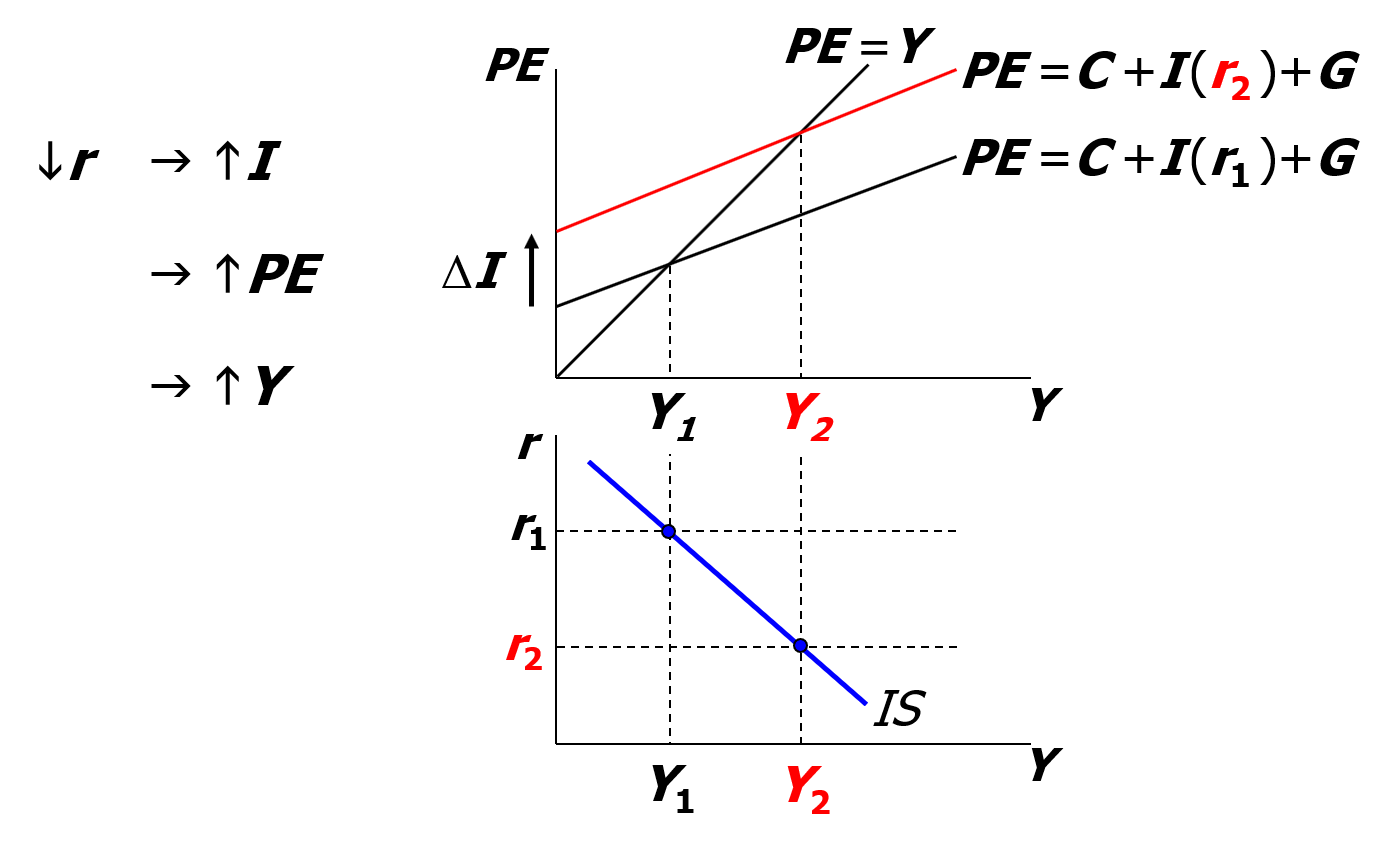 ↓r → ↑I
→ ↑PE
→ ↑Y
PE
PE = Y
PE = C + I(r₂) + G
PE = C + I(r₁) + G
ΔI
Y₁
Y₂
Y
r
r₁
r₂
IS
Y
Y₁
Y₂